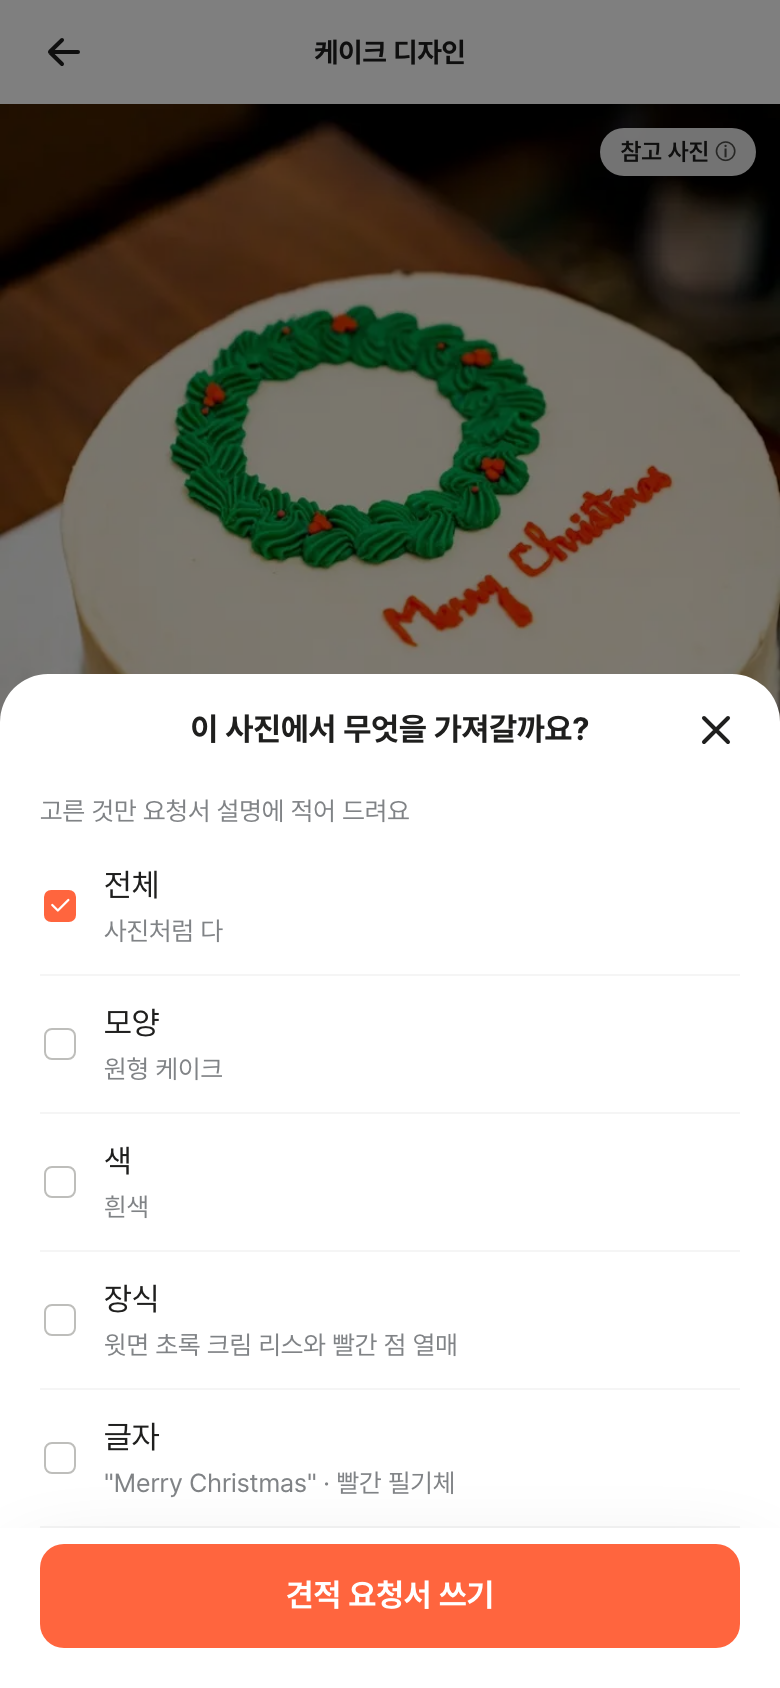 케이크 디자인
참고 사진
Merry Christmas
이 사진에서 무엇을 가져갈까요?
고른 것만 요청서 설명에 적어 드려요
전체
사진처럼 다
모양
원형 케이크
색
흰색
장식
윗면 초록 크림 리스와 빨간 점 열매
글자
"Merry Christmas" · 빨간 필기체
견적 요청서 쓰기